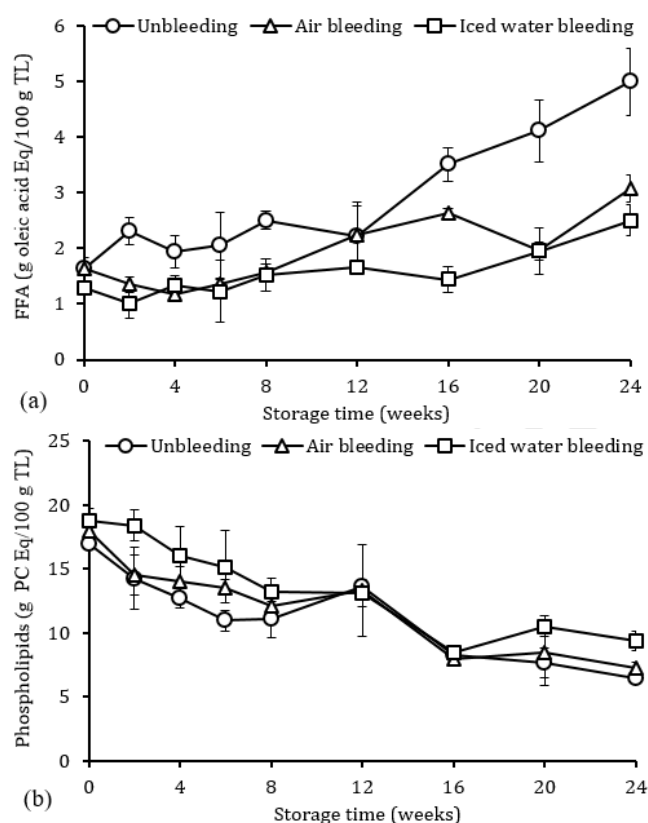 6
Unbleeding Air bleeding Iced water bleeding
5
4
3
2
1
0
FFA (g oleic acid Eq/100 g TL)
0 4 8 12 16 20 24
(a)
Storage time (weeks)
25
Unbleeding Air bleeding Iced water bleeding
20
15
10
5
0
Phospholipids (g PC Eq/100 g TL)
0 4 8 12 16 20 24
(b)
Storage time (weeks)